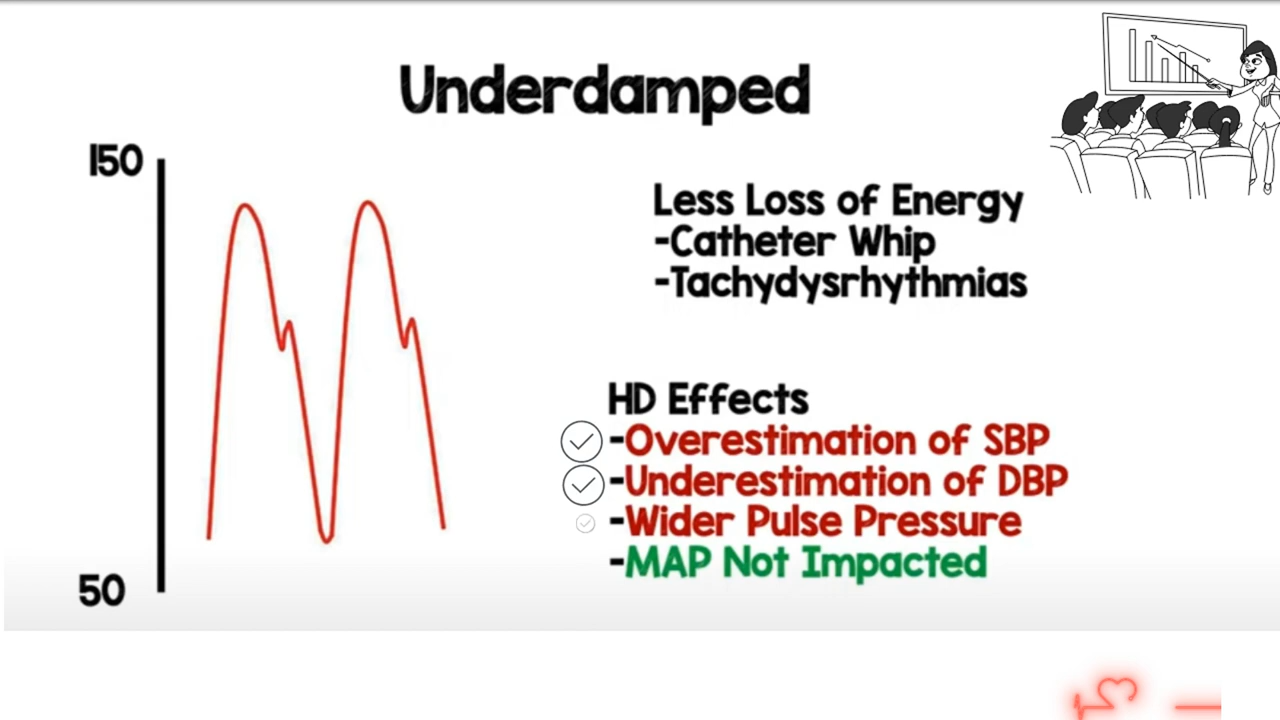 Underdamped
150
Less Loss of Energy
-Catheter Whip
-Tachydysrhythmias
HD Effects
-Overestimation of SBP
-Underestimation of DBP
-Wider Pulse Pressure
-MAP Not Impacted
50